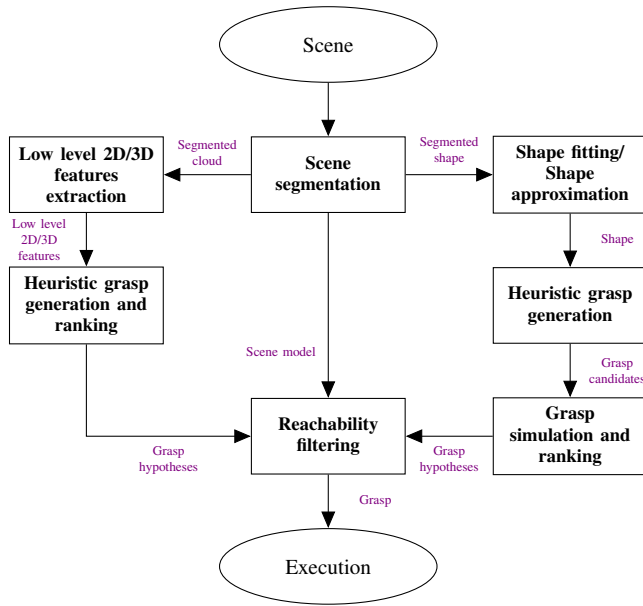 Scene
Segmented
cloud
Segmented
shape
Low level 2D/3D
features
extraction
Scene
segmentation
Shape fitting/
Shape
approximation
Low level
2D/3D
features
Shape
Heuristic grasp
generation and
ranking
Heuristic grasp
generation
Scene model
Grasp
candidates
Reachability
filtering
Grasp
simulation and
ranking
Grasp
hypotheses
Grasp
hypotheses
Grasp
Execution